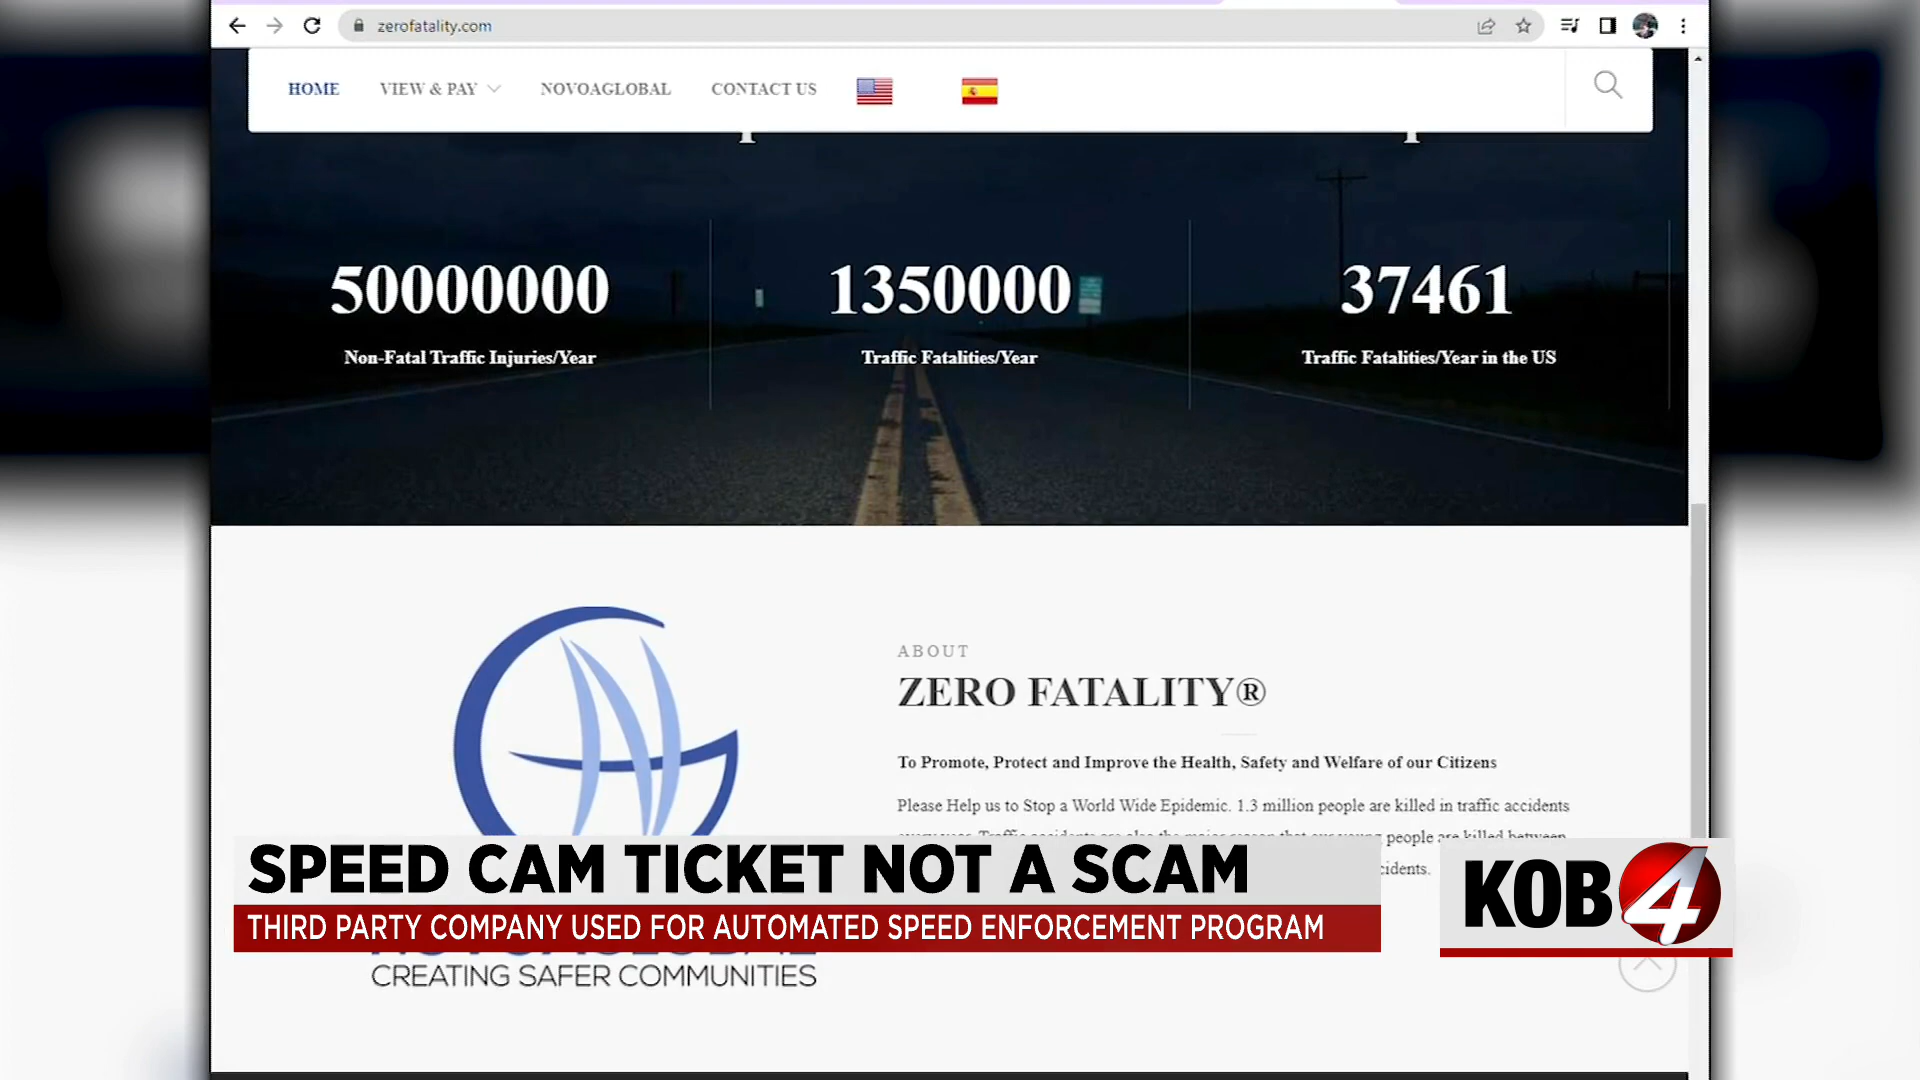 zerofatality.com
HOME VIEW & PAY NOVOAGLOBAL CONTACT US
50000000
Non-Fatal Traffic Injuries/Year
1350000
Traffic Fatalities/Year
37461
Traffic Fatalities/Year in the US
ABOUT
ZERO FATALITY®
To Promote, Protect and Improve the Health, Safety and Welfare of our Citizens
Please Help us to Stop a World Wide Epidemic. 1.3 million people are killed in traffic accidents
people are killed between
SPEED CAM TICKET NOT A SCAM
THIRD PARTY COMPANY USED FOR AUTOMATED SPEED ENFORCEMENT PROGRAM
KOB 4
CREATING SAFER COMMUNITIES